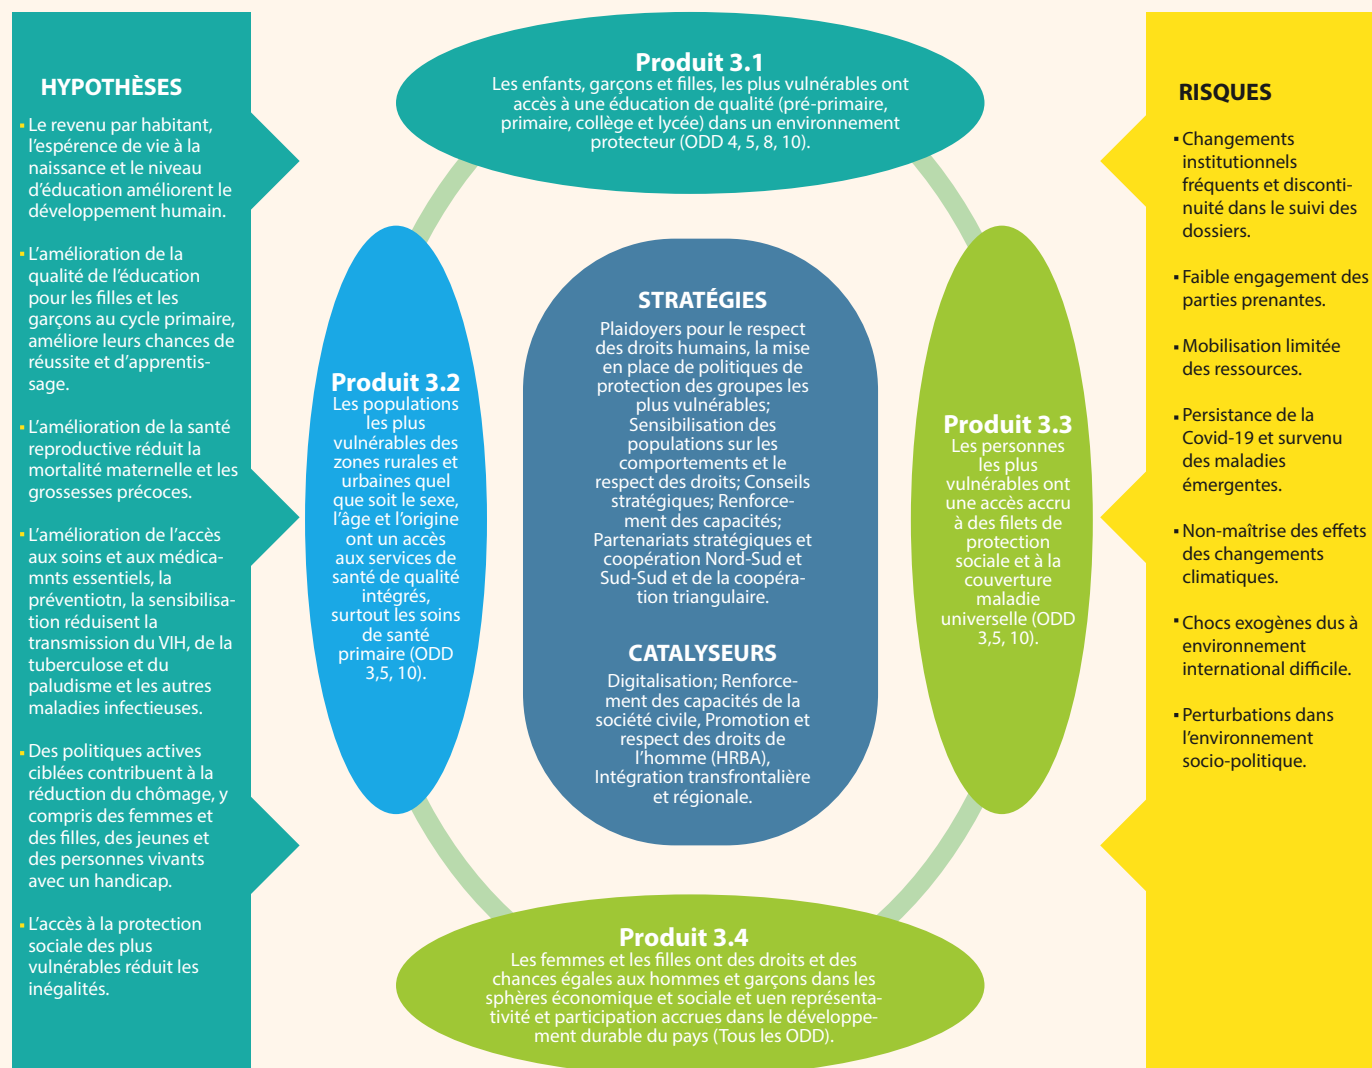 HYPOTHÈSES
Le revenu par habitant,
l’espérence de vie à la
naissance et le niveau
d’éducation améliorent le
développement humain.
L’amélioration de la
qualité de l’éducation
pour les filles et les
garçons au cycle primaire,
améliore leurs chances de
réussite et d’apprentis-
sage.
L’amélioration de la santé
reproductive réduit la
mortalité maternelle et les
grossesses précoces.
L’amélioration de l’accès
aux soins et aux médica-
mnts essentiels, la
préventiotn, la sensibilisa-
tion réduisent la
transmission du VIH, de la
tuberculose et du
paludisme et les autres
maladies infectieuses.
Des politiques actives
ciblées contribuent à la
réduction du chômage, y
compris des femmes et
des filles, des jeunes et
des personnes vivants
avec un handicap.
L’accès à la protection
sociale des plus
vulnérables réduit les
inégalités.
Produit 3.1
Les enfants, garçons et filles, les plus vulnérables ont
accès à une éducation de qualité (pré-primaire,
primaire, collège et lycée) dans un environnement
protecteur (ODD 4, 5, 8, 10).
Produit 3.2
Les populations
les plus
vulnérables des
zones rurales et
urbaines quel
que soit le sexe,
l’âge et l’origine
ont un accès
aux services de
santé de qualité
intégrés,
surtout les soins
de santé
primaire (ODD
3,5, 10).
STRATÉGIES
Plaidoyers pour le respect
des droits humains, la mise
en place de politiques de
protection des groupes les
plus vulnérables;
Sensibilisation des
populations sur les
comportements et le
respect des droits; Conseils
stratégiques; Renforce-
ment des capacités;
Partenariats stratégiques et
coopération Nord-Sud et
Sud-Sud et de la coopéra-
tion triangulaire.
CATALYSEURS
Digitalisation; Renforce-
ment des capacités de la
société civile, Promotion et
respect des droits de
l’homme (HRBA),
Intégration transfrontalière
et régionale.
Produit 3.3
Les personnes
les plus
vulnérables ont
une accès accru
à des filets de
protection
sociale et à la
couverture
maladie
universelle (ODD
3,5, 10).
Produit 3.4
Les femmes et les filles ont des droits et des
chances égales aux hommes et garçons dans les
sphères économique et sociale et uen représenta-
tivité et participation accrues dans le développe-
ment durable du pays (Tous les ODD).
RISQUES
Changements
institutionnels
fréquents et disconti-
nuité dans le suivi des
dossiers.
Faible engagement des
parties prenantes.
Mobilisation limitée
des ressources.
Persistance de la
Covid-19 et survenu
des maladies
émergentes.
Non-maîtrise des effets
des changements
climatiques.
Chocs exogènes dus à
environnement
international difficile.
Perturbations dans
l’environnement
socio-politique.